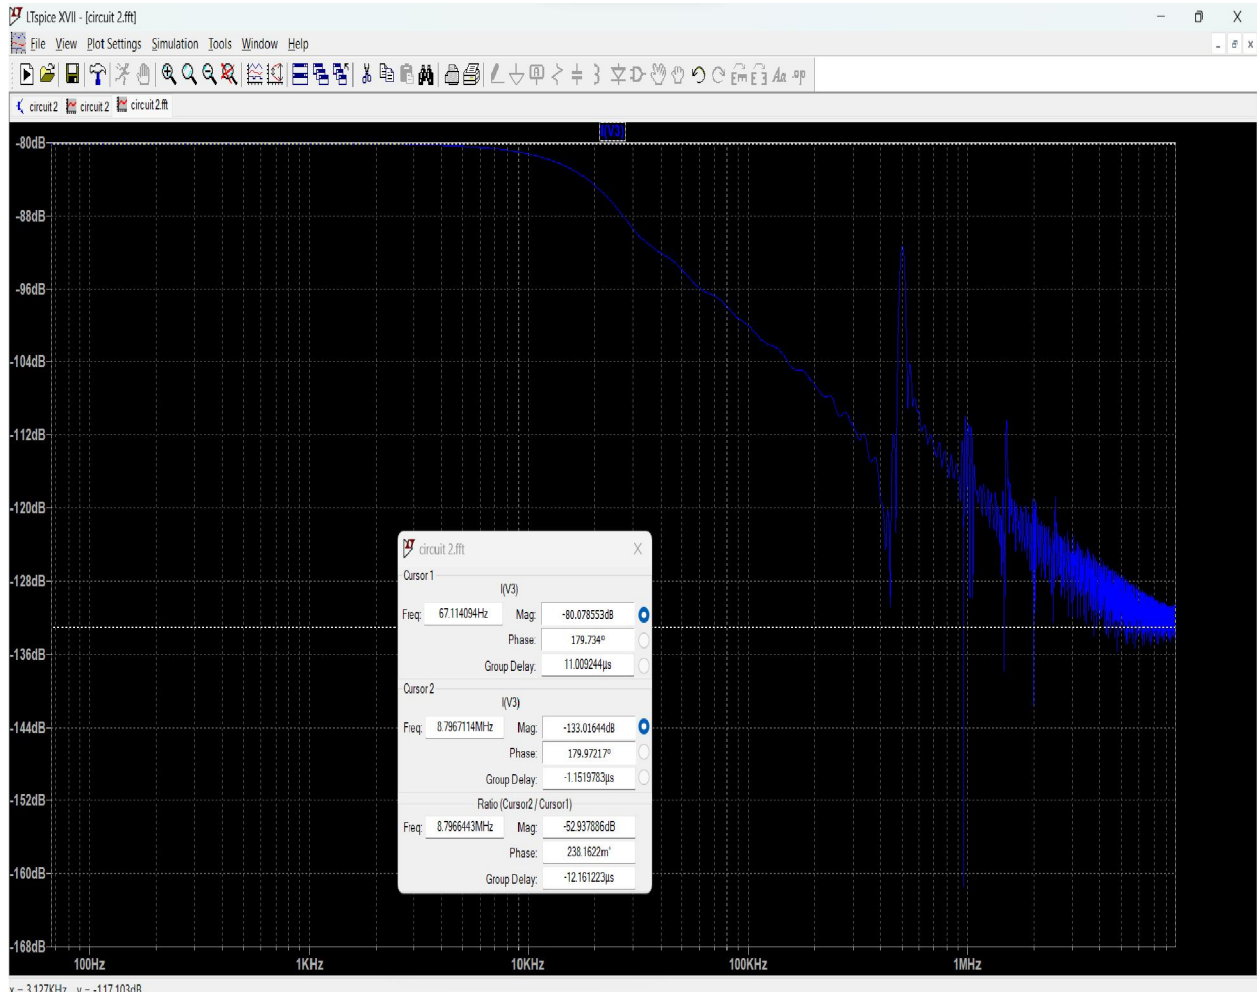 LTspice XVII - [circuit 2.fft]
File View Plot Settings Simulation Tools Window Help
circuit2 circuit 2 circuit 2.fft
I(V3)
-80dB
-88dB
-96dB
-104dB
-112dB
-120dB
-128dB
-136dB
-144dB
-152dB
-160dB
-168dB
100Hz 1KHz 10KHz 100KHz 1MHz
circuit 2.fft
Cursor 1
I(V3)
Freq: 67.114094Hz Mag: -80.078553dB
Phase: 179.734°
Group Delay: 11.009244µs
Cursor 2
I(V3)
Freq: 8.7967114MHz Mag: -133.01644dB
Phase: 179.97217°
Group Delay: -1.1519783µs
Ratio (Cursor2 / Cursor1)
Freq: 8.7966443MHz Mag: -52.937886dB
Phase: 238.1622m°
Group Delay: -12.161223µs
x = 3.127KHz y = -117.103dB